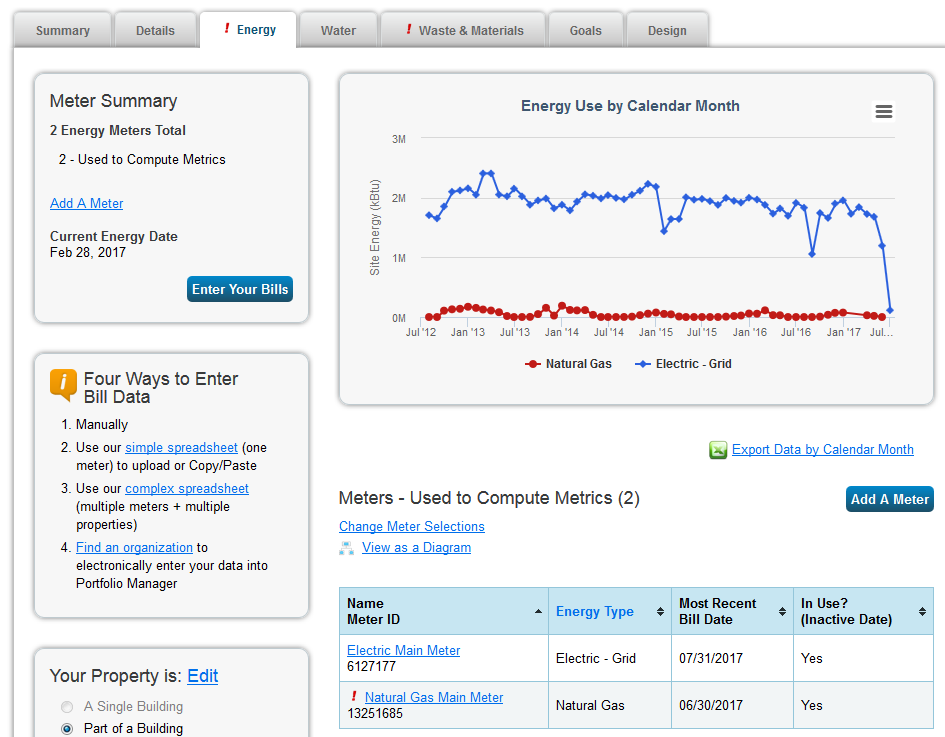 Summary
Details
! Energy
Water
! Waste & Materials
Goals
Design
Meter Summary
2 Energy Meters Total
2 - Used to Compute Metrics
Add A Meter
Current Energy Date
Feb 28, 2017
Enter Your Bills
i Four Ways to Enter
Bill Data
1. Manually
2. Use our simple spreadsheet (one
meter) to upload or Copy/Paste
3. Use our complex spreadsheet
(multiple meters + multiple
properties)
4. Find an organization to
electronically enter your data into
Portfolio Manager
Your Property is: Edit
A Single Building
Part of a Building
Energy Use by Calendar Month
Site Energy (kBtu)
3M
2M
1M
0M
Jul '12 Jan '13 Jul '13 Jan '14 Jul '14 Jan '15 Jul '15 Jan '16 Jul '16 Jan '17 Jul...
Natural Gas Electric - Grid
Export Data by Calendar Month
Meters - Used to Compute Metrics (2)
Add A Meter
Change Meter Selections
View as a Diagram
Name
Meter ID
Energy Type
Most Recent
Bill Date
In Use?
(Inactive Date)
Electric Main Meter
6127177
Electric - Grid
07/31/2017
Yes
! Natural Gas Main Meter
13251685
Natural Gas
06/30/2017
Yes